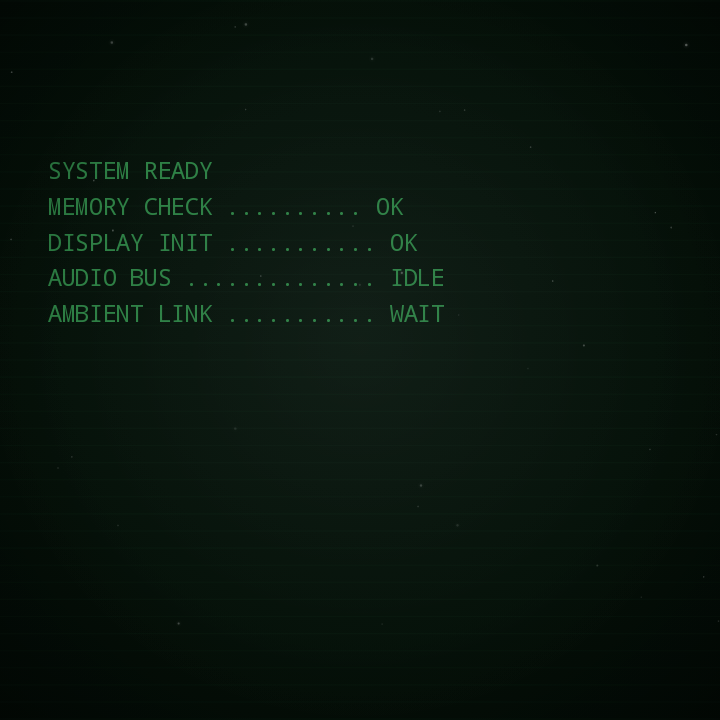 SYSTEM READY
MEMORY CHECK .......... OK
DISPLAY INIT ........... OK
AUDIO BUS .............. IDLE
AMBIENT LINK ........... WAIT